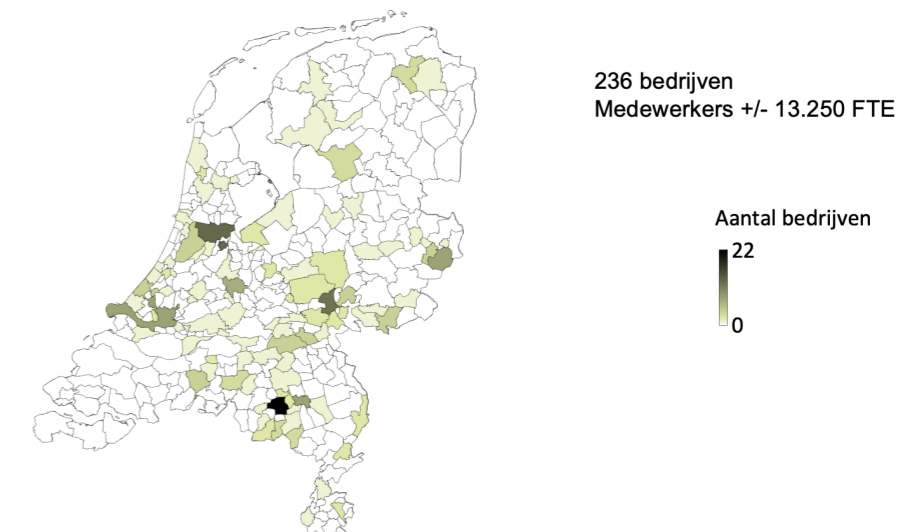 236 bedrijven
Medewerkers +/- 13.250 FTE
Aantal bedrijven
22
0